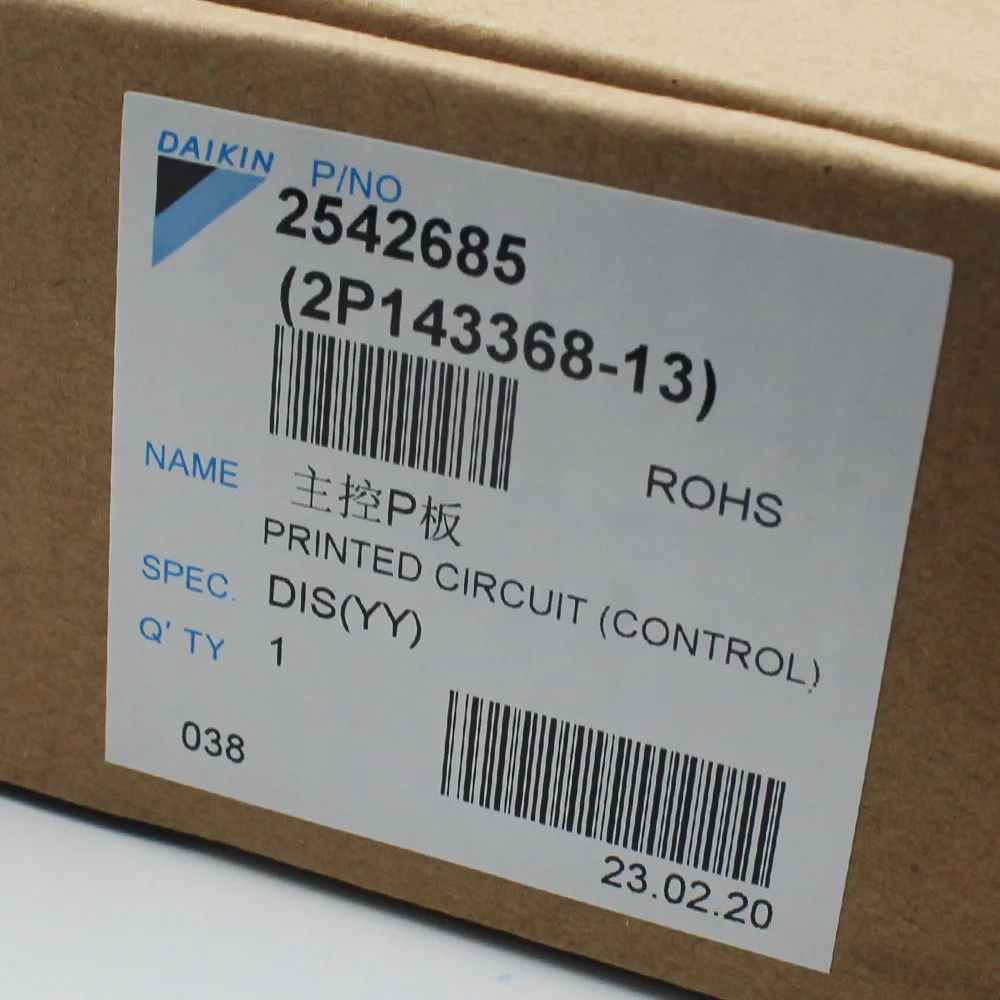 DAIKIN
P/NO
2542685
(2P143368-13)
NAME 主控P板
ROHS
PRINTED CIRCUIT (CONTROL)
SPEC. DIS(YY)
Q' TY 1
038
23.02.20